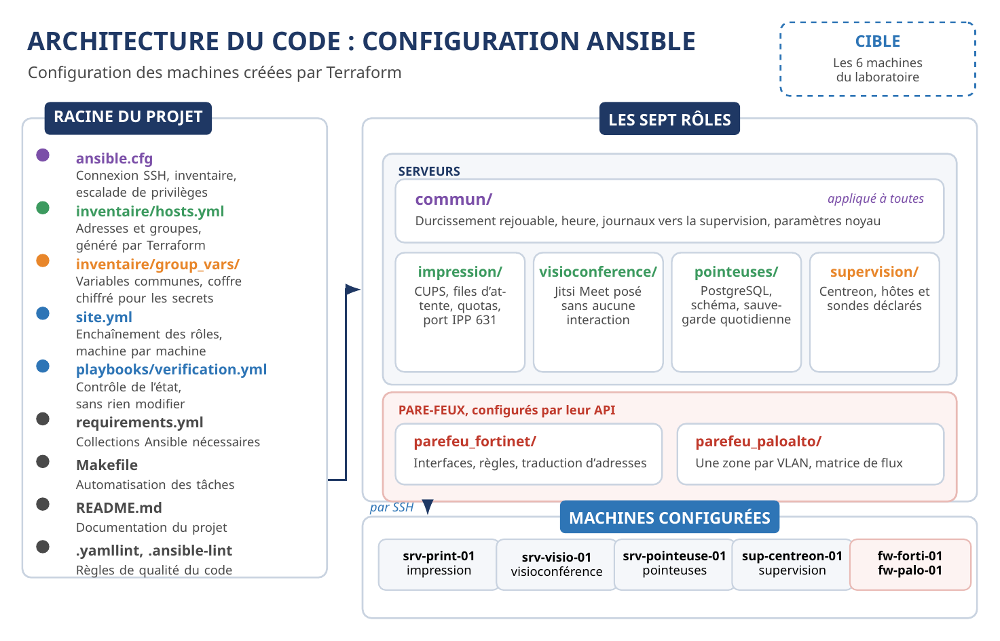 ARCHITECTURE DU CODE : CONFIGURATION ANSIBLE
Configuration des machines créées par Terraform
CIBLE
Les 6 machines
du laboratoire
RACINE DU PROJET
ansible.cfg
Connexion SSH, inventaire,
escalade de privilèges
inventaire/hosts.yml
Adresses et groupes,
généré par Terraform
inventaire/group_vars/
Variables communes, coffre
chiffré pour les secrets
site.yml
Enchaînement des rôles,
machine par machine
playbooks/verification.yml
Contrôle de l’état,
sans rien modifier
requirements.yml
Collections Ansible nécessaires
Makefile
Automatisation des tâches
README.md
Documentation du projet
.yamllint, .ansible-lint
Règles de qualité du code
LES SEPT RÔLES
SERVEURS
commun/
appliqué à toutes
Durcissement rejouable, heure, journaux vers la supervision, paramètres noyau
impression/
CUPS, files d’at-
tente, quotas,
port IPP 631
visioconference/
Jitsi Meet posé
sans aucune
interaction
pointeuses/
PostgreSQL,
schéma, sauve-
garde quotidienne
supervision/
Centreon, hôtes et
sondes déclarés
PARE-FEUX, configurés par leur API
parefeu_fortinet/
Interfaces, règles, traduction d’adresses
parefeu_paloalto/
Une zone par VLAN, matrice de flux
par SSH
MACHINES CONFIGURÉES
srv-print-01
impression
srv-visio-01
visioconférence
srv-pointeuse-01
pointeuses
sup-centreon-01
supervision
fw-forti-01
fw-palo-01